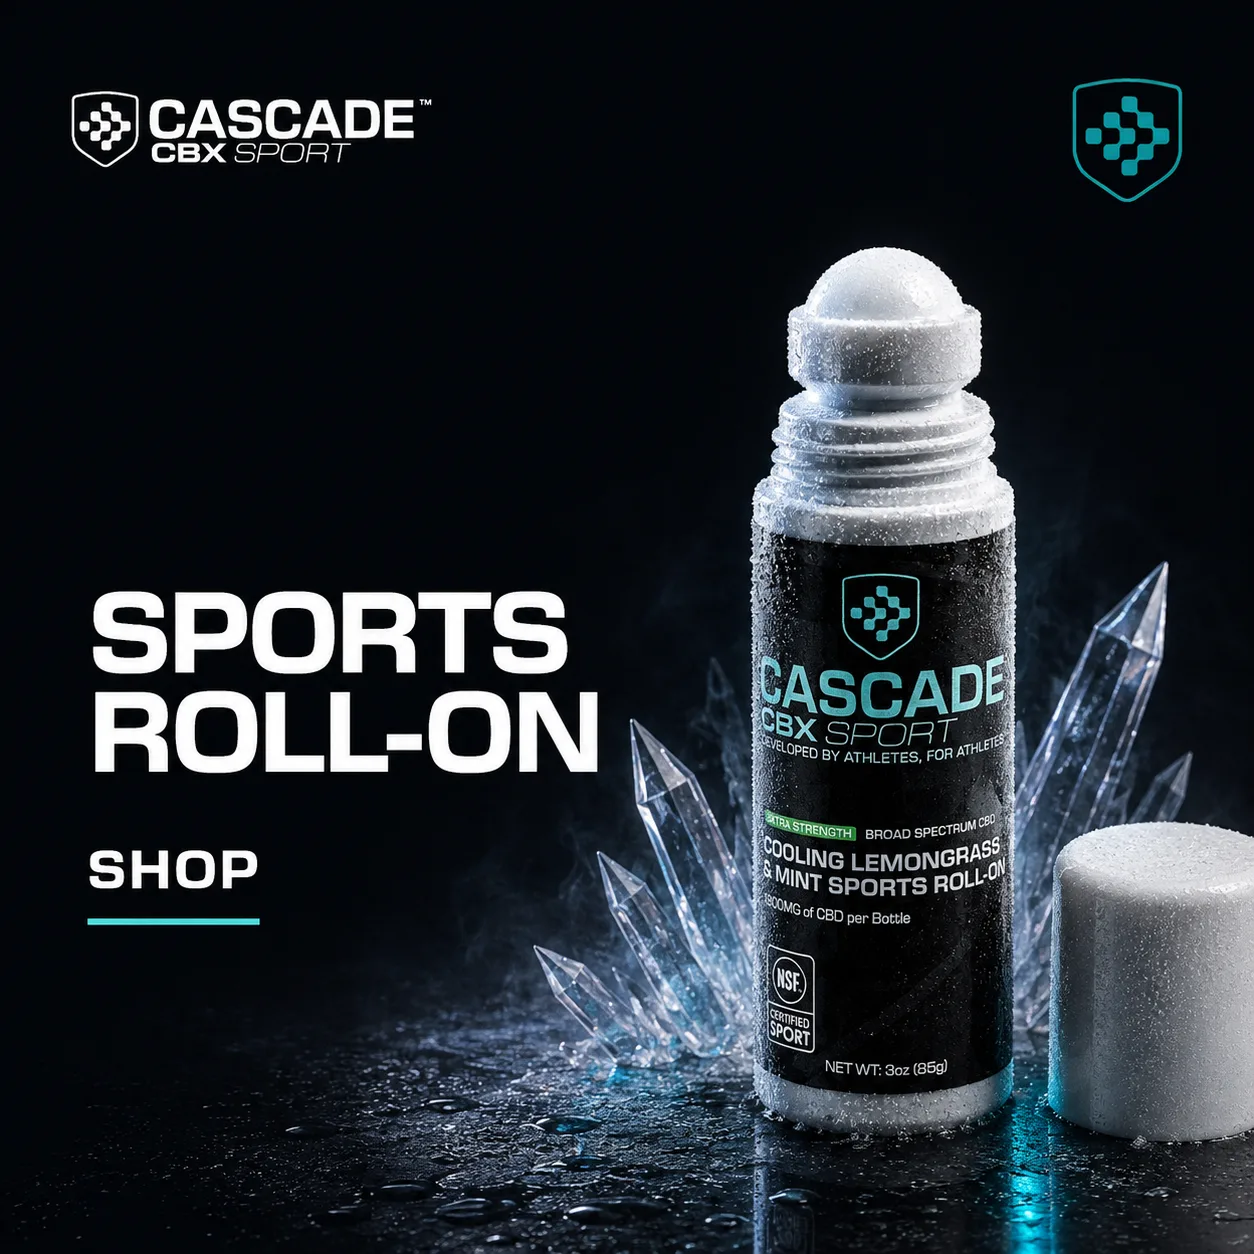 CASCADE™
CBX SPORT
SPORTS
ROLL-ON
SHOP
CASCADE
CBX SPORT
DEVELOPED BY ATHLETES, FOR ATHLETES
EXTRA STRENGTH BROAD SPECTRUM CBD
COOLING LEMONGRASS
& MINT SPORTS ROLL-ON
of CBD per Bottle
NSF
CERTIFIED
SPORT
NET WT: 3oz (85g)